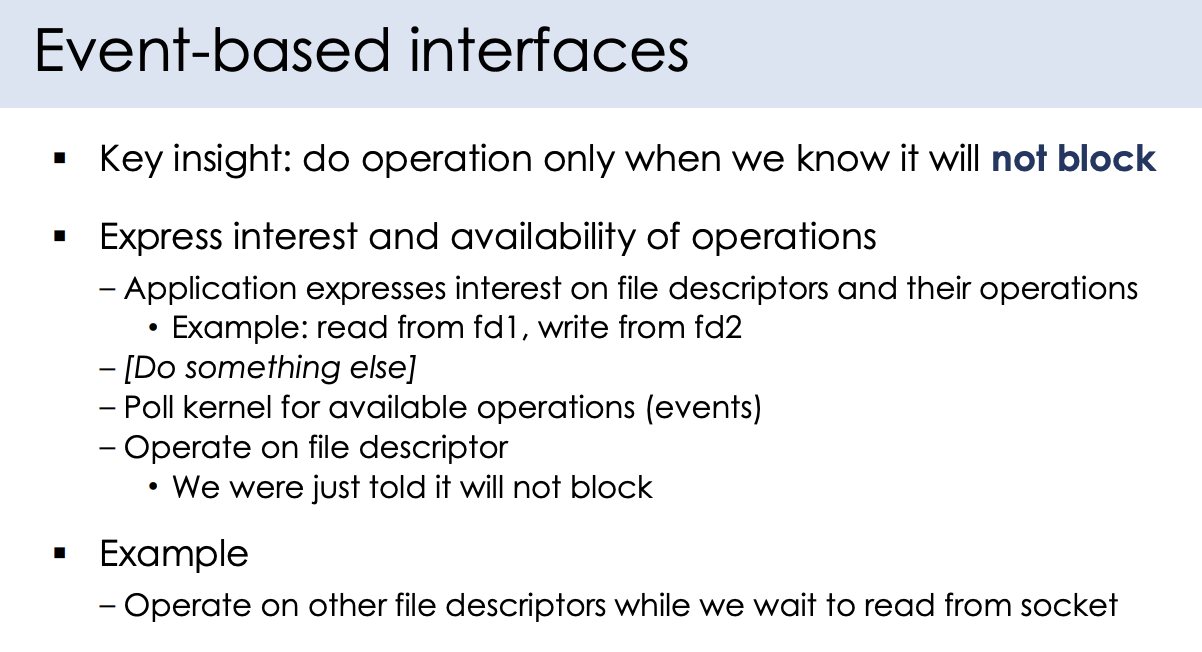 Event-based interfaces
▪ Key insight: do operation only when we know it will not block
▪ Express interest and availability of operations
– Application expresses interest on file descriptors and their operations
• Example: read from fd1, write from fd2
– [Do something else]
– Poll kernel for available operations (events)
– Operate on file descriptor
• We were just told it will not block
▪ Example
– Operate on other file descriptors while we wait to read from socket